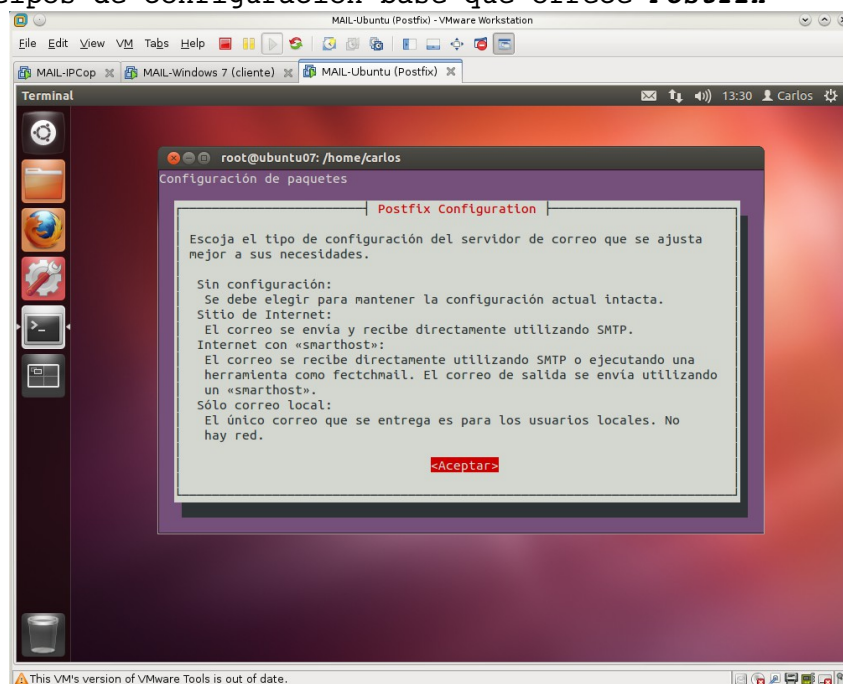 tipos de configuración base que ofrece Postfix
MAIL-Ubuntu (Postfix) - VMware Workstation
File Edit View VM Tabs Help
MAIL-IPCop MAIL-Windows 7 (cliente) MAIL-Ubuntu (Postfix)
Terminal 13:30 Carlos
root@ubuntu07: /home/carlos
Configuración de paquetes
Postfix Configuration
Escoja el tipo de configuración del servidor de correo que se ajusta
mejor a sus necesidades.
Sin configuración:
Se debe elegir para mantener la configuración actual intacta.
Sitio de Internet:
El correo se envía y recibe directamente utilizando SMTP.
Internet con «smarthost»:
El correo se recibe directamente utilizando SMTP o ejecutando una
herramienta como fectchmail. El correo de salida se envía utilizando
un «smarthost».
Sólo correo local:
El único correo que se entrega es para los usuarios locales. No
hay red.
<Aceptar>
This VM's version of VMware Tools is out of date.